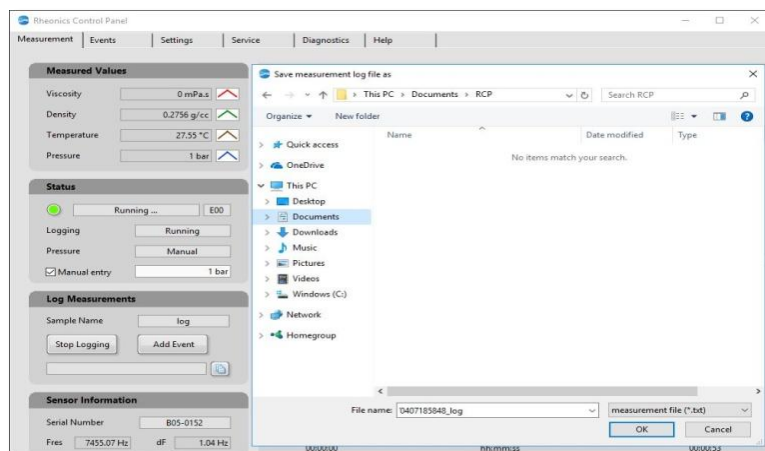 Rheonics Control Panel
Measurement Events Settings Service Diagnostics Help
Measured Values
Viscosity 0 mPa.s
Density 0.2756 g/cc
Temperature 27.55 °C
Pressure 1 bar
Status
Running ... E00
Logging Running
Pressure Manual
Manual entry 1 bar
Log Measurements
Sample Name log
Stop Logging Add Event
Sensor Information
Serial Number B05-0152
Fres 7455.07 Hz dF 1.04 Hz
Save measurement log file as
This PC > Documents > RCP Search RCP
Organize New folder
Name Date modified Type
No items match your search.
Quick access
OneDrive
This PC
Desktop
Documents
Downloads
Music
Pictures
Videos
Windows (C:)
Network
Homegroup
File name: 0407185848_log measurement file (*.txt)
OK Cancel
00:00:00 hh:mm:ss 00:00:53